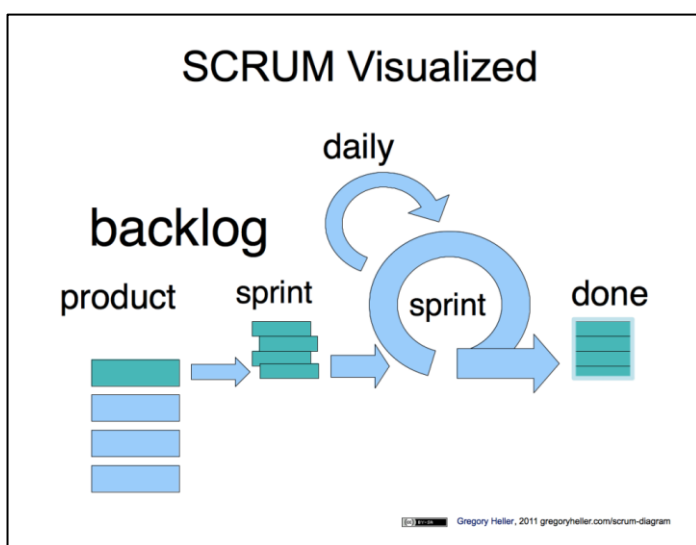 SCRUM Visualized
daily
backlog
product
sprint
sprint
done
Gregory Heller, 2011 gregoryheller.com/scrum-diagram